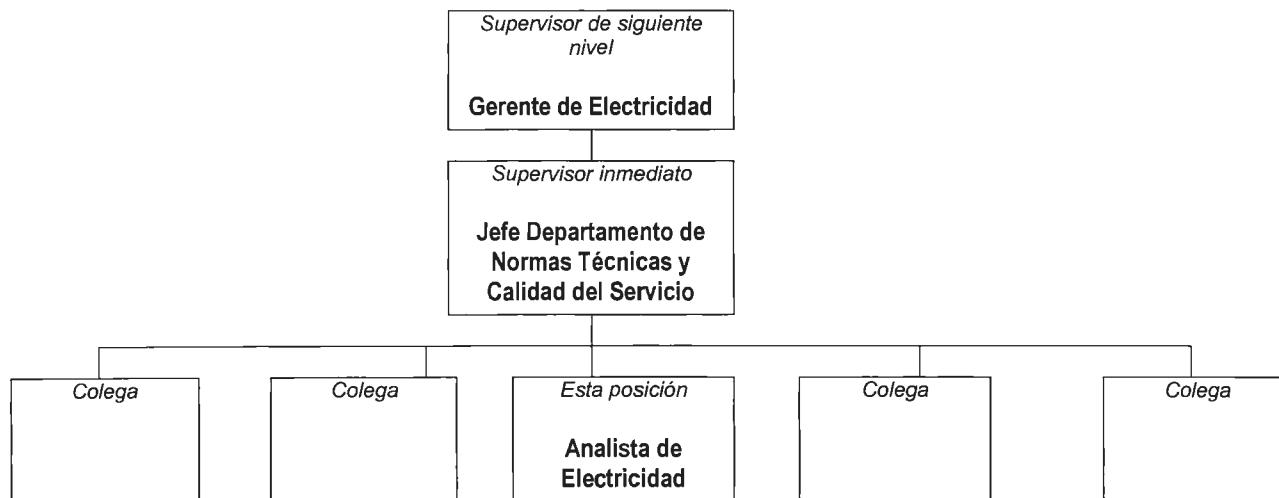 Supervisor de siguiente
nivel
Gerente de Electricidad
Supervisor inmediato
Jefe Departamento de
Normas Técnicas y
Calidad del Servicio
Colega
Colega
Esta posición
Analista de
Electricidad
Colega
Colega